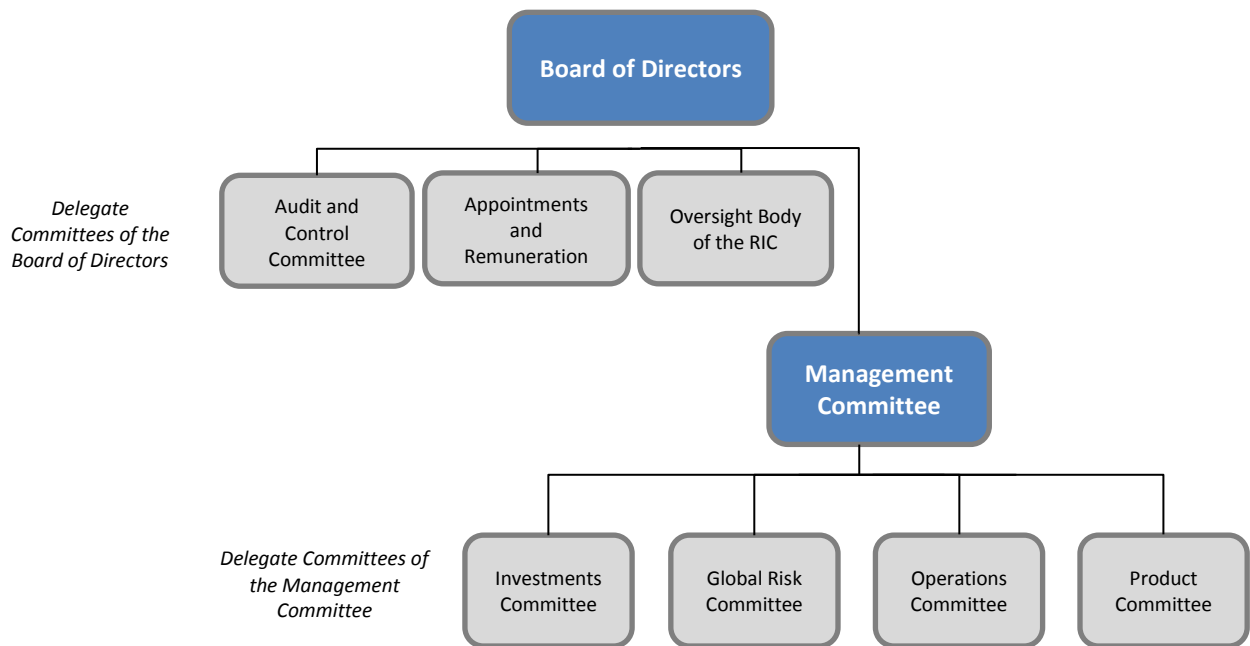 Board of Directors
Delegate
Committees of the
Board of Directors
Audit and
Control
Committee
Appointments
and
Remuneration
Oversight Body
of the RIC
Management
Committee
Delegate Committees of
the Management
Committee
Investments
Committee
Global Risk
Committee
Operations
Committee
Product
Committee